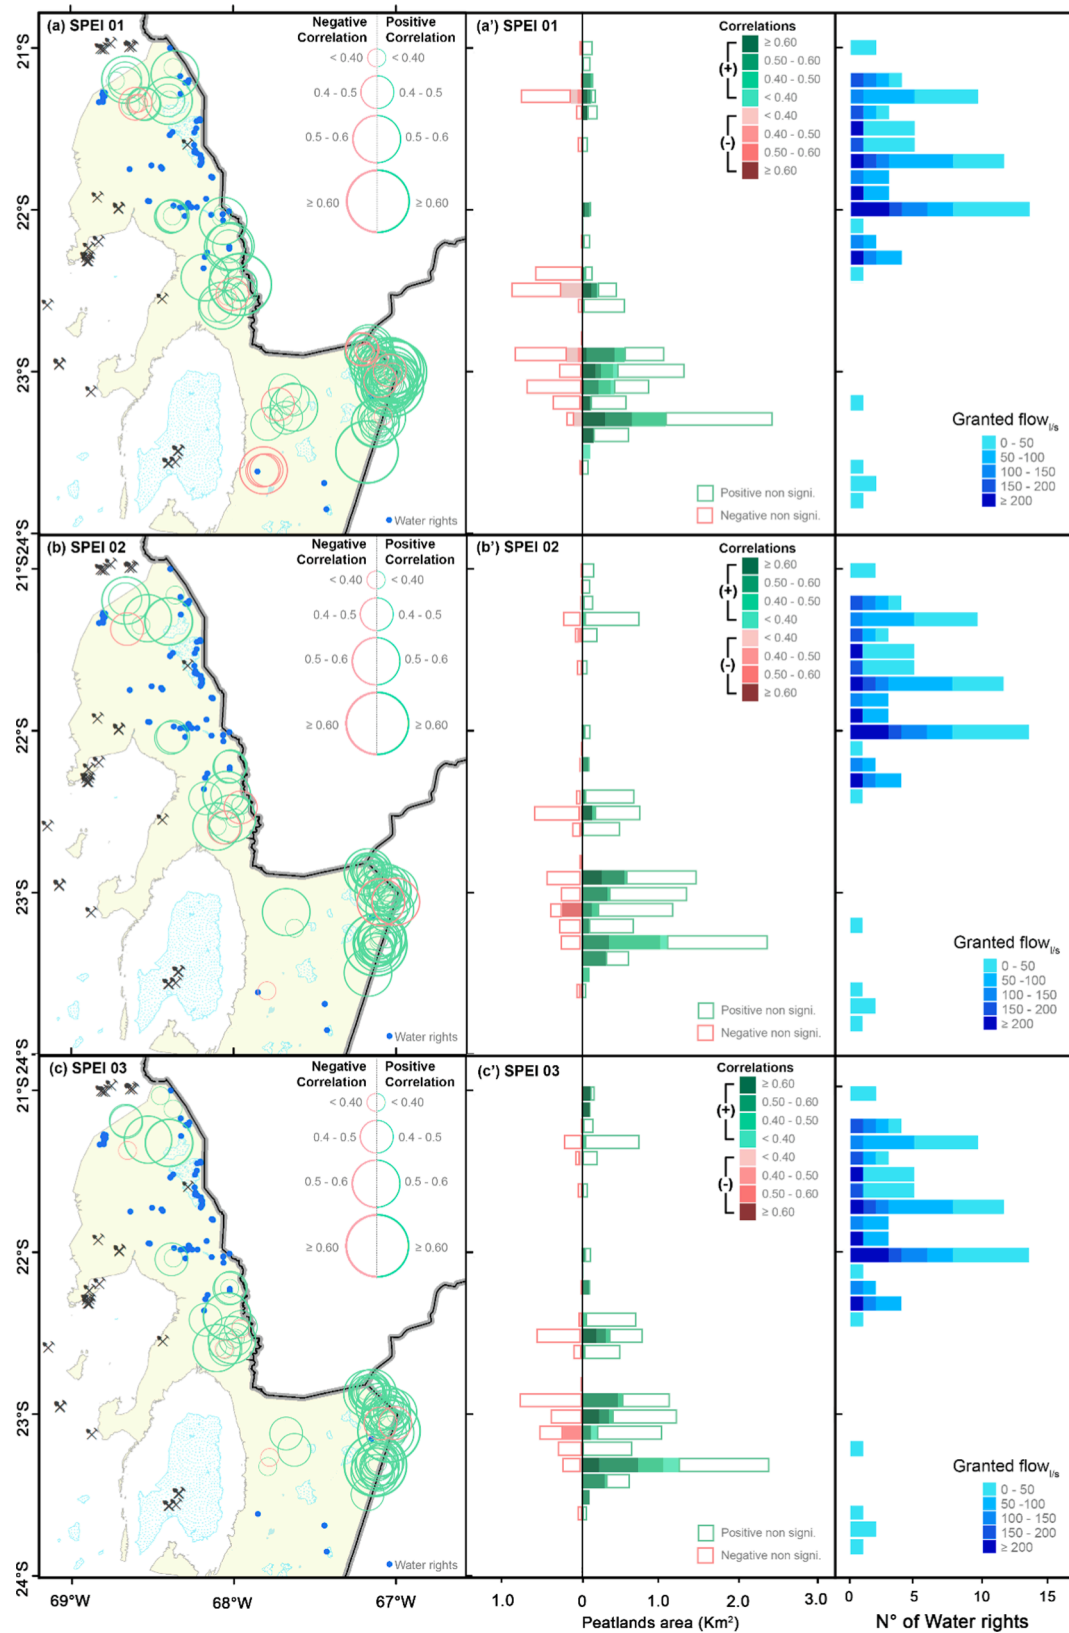 (a) SPEI 01
Negative Correlation
Positive Correlation
< 0.40
< 0.40
0.4 - 0.5
0.4 - 0.5
0.5 - 0.6
0.5 - 0.6
≥ 0.60
≥ 0.60
Water rights
21°S
22°S
23°S
(a') SPEI 01
Correlations
(+)
≥ 0.60
0.50 - 0.60
0.40 - 0.50
< 0.40
(-)
< 0.40
0.40 - 0.50
0.50 - 0.60
≥ 0.60
Positive non signi.
Negative non signi.
Granted flow l/s
0 - 50
50 -100
100 - 150
150 - 200
≥ 200
21°S24°S
(b) SPEI 02
Negative Correlation
Positive Correlation
< 0.40
< 0.40
0.4 - 0.5
0.4 - 0.5
0.5 - 0.6
0.5 - 0.6
≥ 0.60
≥ 0.60
Water rights
22°S
23°S
(b') SPEI 02
Correlations
(+)
≥ 0.60
0.50 - 0.60
0.40 - 0.50
< 0.40
(-)
< 0.40
0.40 - 0.50
0.50 - 0.60
≥ 0.60
Positive non signi.
Negative non signi.
Granted flow l/s
0 - 50
50 -100
100 - 150
150 - 200
≥ 200
21°S24°S
(c) SPEI 03
Negative Correlation
Positive Correlation
< 0.40
< 0.40
0.4 - 0.5
0.4 - 0.5
0.5 - 0.6
0.5 - 0.6
≥ 0.60
≥ 0.60
Water rights
22°S
23°S
24°S
(c') SPEI 03
Correlations
(+)
≥ 0.60
0.50 - 0.60
0.40 - 0.50
< 0.40
(-)
< 0.40
0.40 - 0.50
0.50 - 0.60
≥ 0.60
Positive non signi.
Negative non signi.
Granted flow l/s
0 - 50
50 -100
100 - 150
150 - 200
≥ 200
69°W 68°W 67°W
1.0 0 1.0 2.0 3.0
Peatlands area (Km²)
0 5 10 15
N° of Water rights